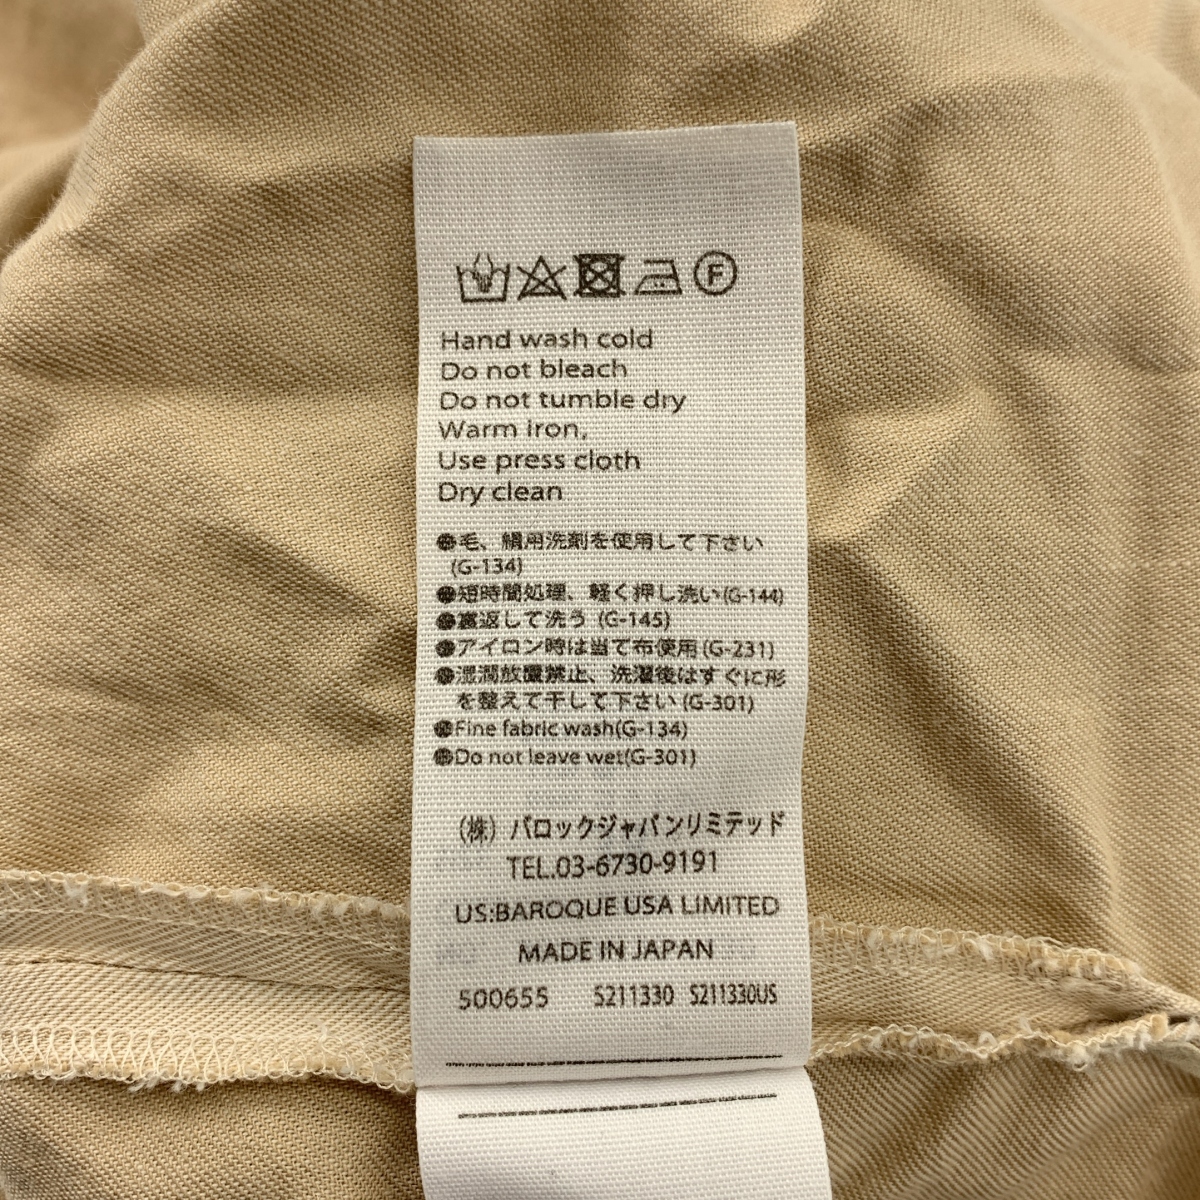 F
Hand wash cold
Do not bleach
Do not tumble dry
Warm iron,
Use press cloth
Dry clean
●毛、絹用洗剤を使用して下さい
(G-134)
●短時間処理、軽く押し洗い(G-144)
●裏返して洗う (G-145)
●アイロン時は当て布使用(G-231)
●湿潤放置禁止、洗濯後はすぐに形
を整えて干して下さい(G-301)
●Fine fabric wash(G-134)
●Do not leave wet(G-301)
(株) バロックジャパンリミテッド
TEL.03-6730-9191
US:BAROQUE USA LIMITED
MADE IN JAPAN
500655 S211330 S211330US